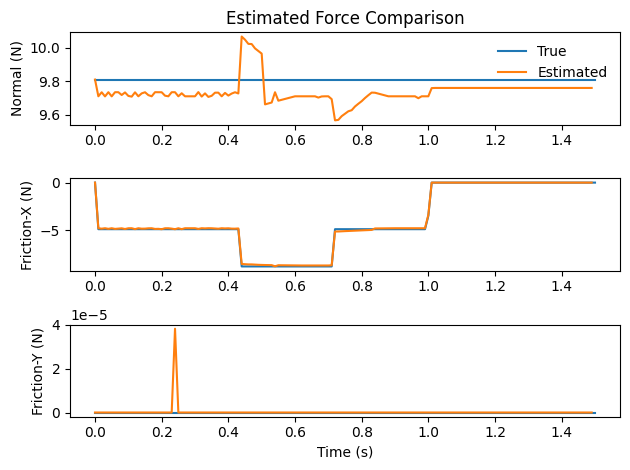 Estimated Force Comparison
Normal (N)
10.0
9.8
9.6
True
Estimated
0.0 0.2 0.4 0.6 0.8 1.0 1.2 1.4
Friction-X (N)
0
−5
0.0 0.2 0.4 0.6 0.8 1.0 1.2 1.4
1e−5
Friction-Y (N)
4
2
0
0.0 0.2 0.4 0.6 0.8 1.0 1.2 1.4
Time (s)